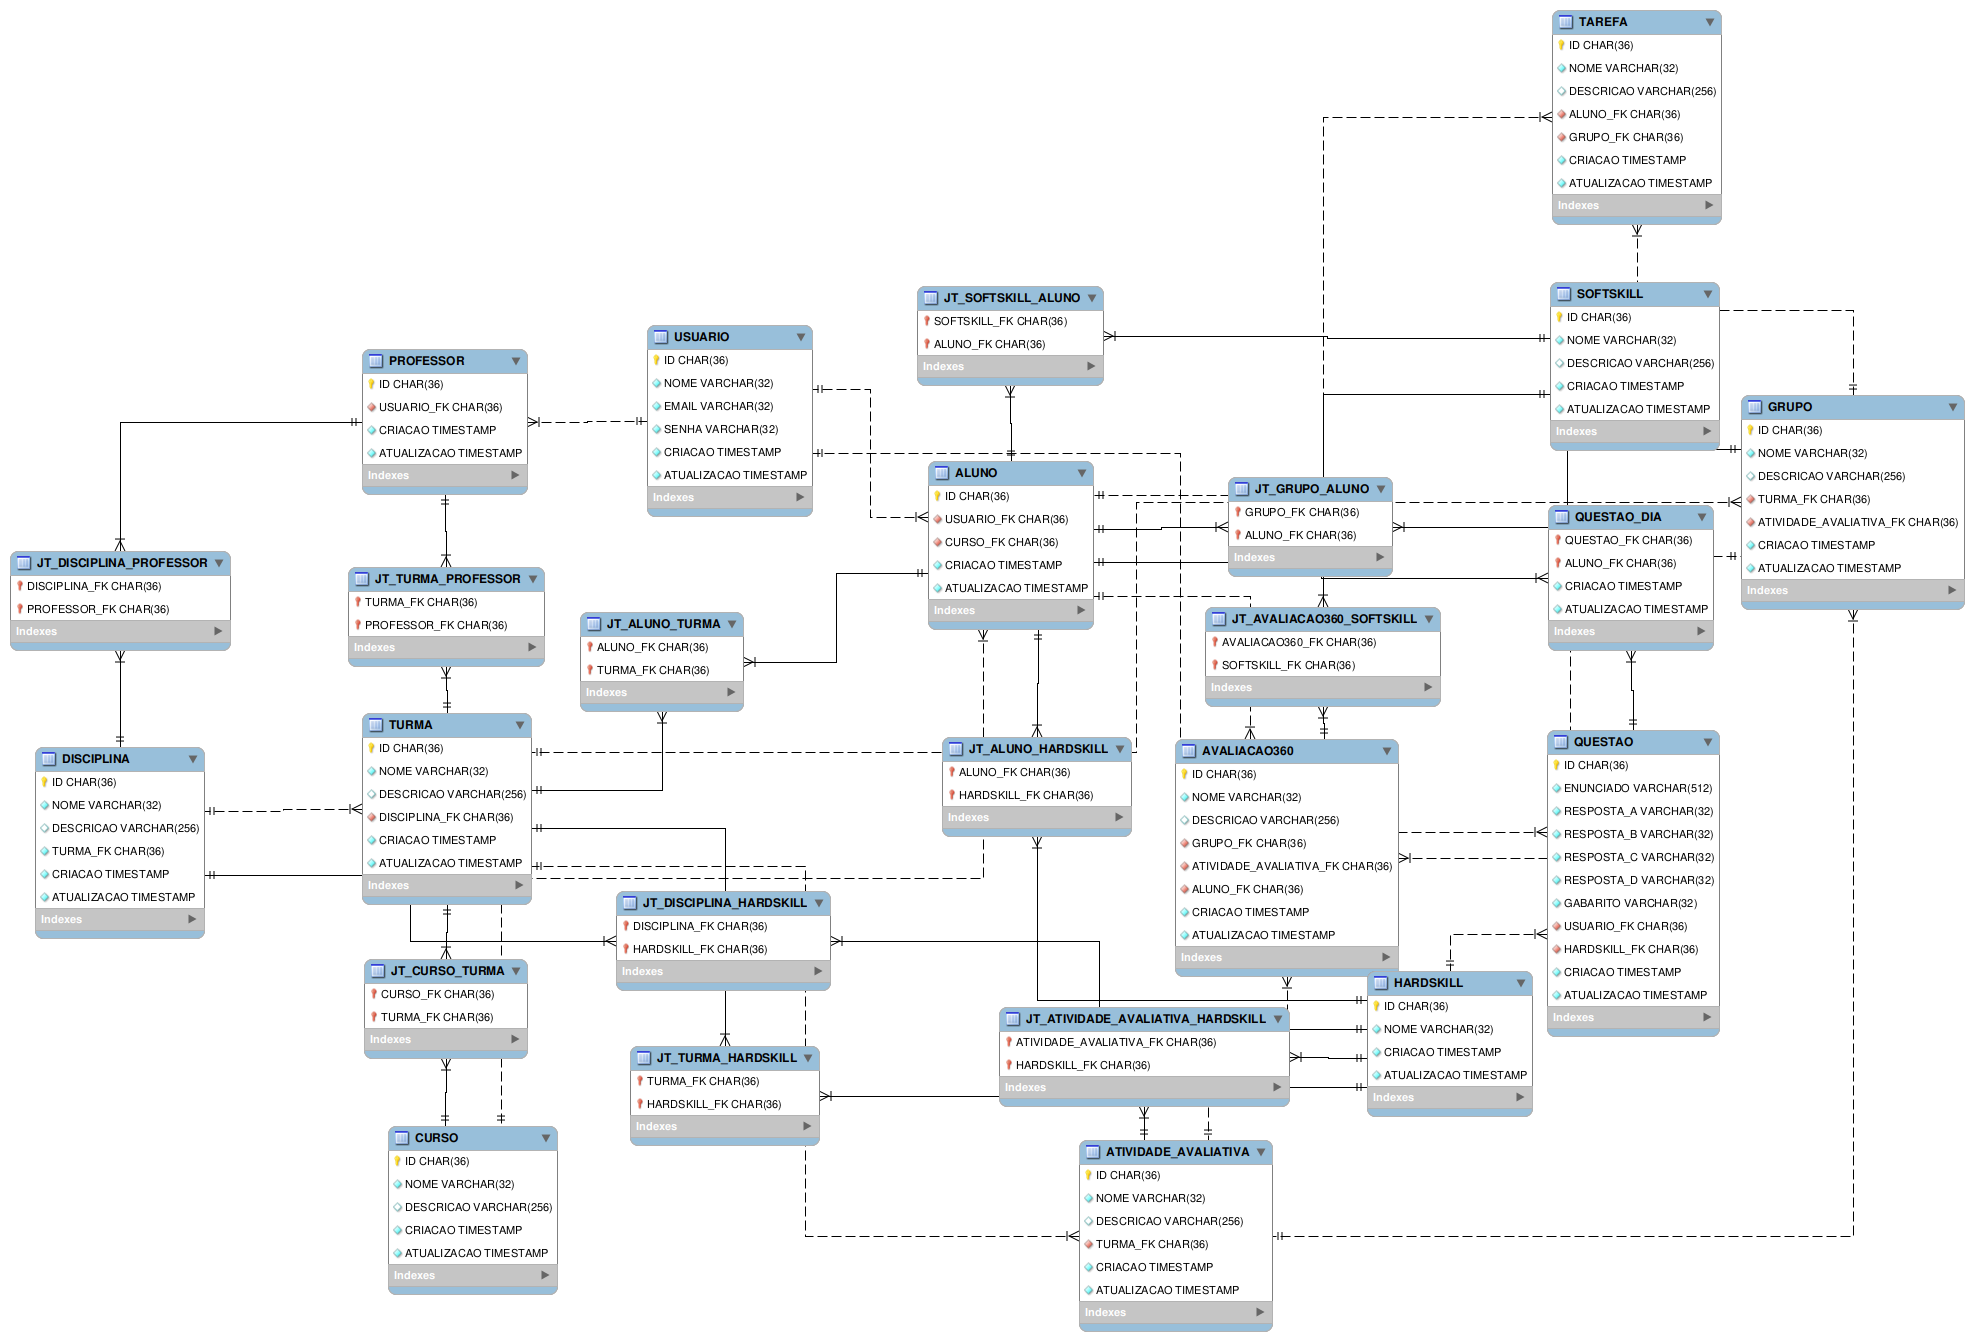 TAREFA
ID CHAR(36)
NOME VARCHAR(32)
DESCRICAO VARCHAR(256)
ALUNO_FK CHAR(36)
GRUPO_FK CHAR(36)
CRIACAO TIMESTAMP
ATUALIZACAO TIMESTAMP
Indexes
SOFTSKILL
ID CHAR(36)
NOME VARCHAR(32)
DESCRICAO VARCHAR(256)
CRIACAO TIMESTAMP
ATUALIZACAO TIMESTAMP
Indexes
JT_SOFTSKILL_ALUNO
SOFTSKILL_FK CHAR(36)
ALUNO_FK CHAR(36)
Indexes
USUARIO
ID CHAR(36)
NOME VARCHAR(32)
EMAIL VARCHAR(32)
SENHA VARCHAR(32)
CRIACAO TIMESTAMP
ATUALIZACAO TIMESTAMP
Indexes
PROFESSOR
ID CHAR(36)
USUARIO_FK CHAR(36)
CRIACAO TIMESTAMP
ATUALIZACAO TIMESTAMP
Indexes
GRUPO
ID CHAR(36)
NOME VARCHAR(32)
DESCRICAO VARCHAR(256)
TURMA_FK CHAR(36)
ATIVIDADE_AVALIATIVA_FK CHAR(36)
CRIACAO TIMESTAMP
ATUALIZACAO TIMESTAMP
Indexes
ALUNO
ID CHAR(36)
USUARIO_FK CHAR(36)
CURSO_FK CHAR(36)
CRIACAO TIMESTAMP
ATUALIZACAO TIMESTAMP
Indexes
JT_GRUPO_ALUNO
GRUPO_FK CHAR(36)
ALUNO_FK CHAR(36)
Indexes
QUESTAO_DIA
QUESTAO_FK CHAR(36)
ALUNO_FK CHAR(36)
CRIACAO TIMESTAMP
ATUALIZACAO TIMESTAMP
Indexes
JT_DISCIPLINA_PROFESSOR
DISCIPLINA_FK CHAR(36)
PROFESSOR_FK CHAR(36)
Indexes
JT_TURMA_PROFESSOR
TURMA_FK CHAR(36)
PROFESSOR_FK CHAR(36)
Indexes
JT_ALUNO_TURMA
ALUNO_FK CHAR(36)
TURMA_FK CHAR(36)
Indexes
JT_AVALIACAO360_SOFTSKILL
AVALIACAO360_FK CHAR(36)
SOFTSKILL_FK CHAR(36)
Indexes
TURMA
ID CHAR(36)
NOME VARCHAR(32)
DESCRICAO VARCHAR(256)
DISCIPLINA_FK CHAR(36)
CRIACAO TIMESTAMP
ATUALIZACAO TIMESTAMP
Indexes
DISCIPLINA
ID CHAR(36)
NOME VARCHAR(32)
DESCRICAO VARCHAR(256)
TURMA_FK CHAR(36)
CRIACAO TIMESTAMP
ATUALIZACAO TIMESTAMP
Indexes
JT_ALUNO_HARDSKILL
ALUNO_FK CHAR(36)
HARDSKILL_FK CHAR(36)
Indexes
AVALIACAO360
ID CHAR(36)
NOME VARCHAR(32)
DESCRICAO VARCHAR(256)
GRUPO_FK CHAR(36)
ATIVIDADE_AVALIATIVA_FK CHAR(36)
ALUNO_FK CHAR(36)
CRIACAO TIMESTAMP
ATUALIZACAO TIMESTAMP
Indexes
QUESTAO
ID CHAR(36)
ENUNCIADO VARCHAR(512)
RESPOSTA_A VARCHAR(32)
RESPOSTA_B VARCHAR(32)
RESPOSTA_C VARCHAR(32)
RESPOSTA_D VARCHAR(32)
GABARITO VARCHAR(32)
USUARIO_FK CHAR(36)
HARDSKILL_FK CHAR(36)
CRIACAO TIMESTAMP
ATUALIZACAO TIMESTAMP
Indexes
JT_DISCIPLINA_HARDSKILL
DISCIPLINA_FK CHAR(36)
HARDSKILL_FK CHAR(36)
Indexes
JT_CURSO_TURMA
CURSO_FK CHAR(36)
TURMA_FK CHAR(36)
Indexes
HARDSKILL
ID CHAR(36)
NOME VARCHAR(32)
CRIACAO TIMESTAMP
ATUALIZACAO TIMESTAMP
Indexes
JT_ATIVIDADE_AVALIATIVA_HARDSKILL
ATIVIDADE_AVALIATIVA_FK CHAR(36)
HARDSKILL_FK CHAR(36)
Indexes
JT_TURMA_HARDSKILL
TURMA_FK CHAR(36)
HARDSKILL_FK CHAR(36)
Indexes
CURSO
ID CHAR(36)
NOME VARCHAR(32)
DESCRICAO VARCHAR(256)
CRIACAO TIMESTAMP
ATUALIZACAO TIMESTAMP
Indexes
ATIVIDADE_AVALIATIVA
ID CHAR(36)
NOME VARCHAR(32)
DESCRICAO VARCHAR(256)
TURMA_FK CHAR(36)
CRIACAO TIMESTAMP
ATUALIZACAO TIMESTAMP
Indexes